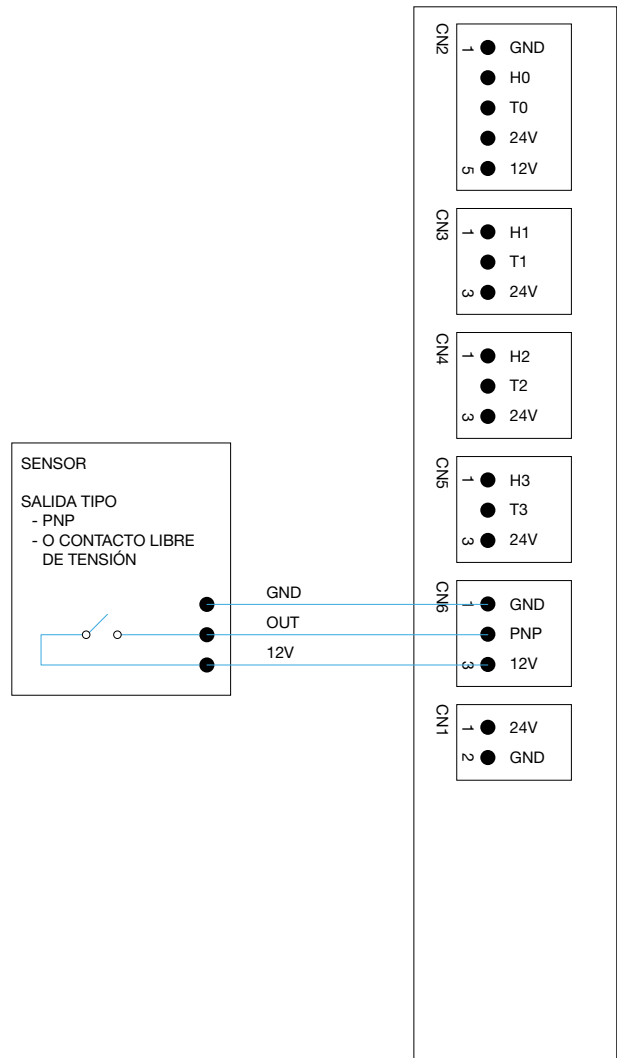 CN2
1 GND
H0
T0
24V
5 12V
CN3
1 H1
T1
3 24V
CN4
1 H2
T2
3 24V
CN5
1 H3
T3
3 24V
SENSOR
SALIDA TIPO
- PNP
- O CONTACTO LIBRE
DE TENSIÓN
GND
OUT
12V
CN6
1 GND
PNP
3 12V
CN1
1 24V
2 GND